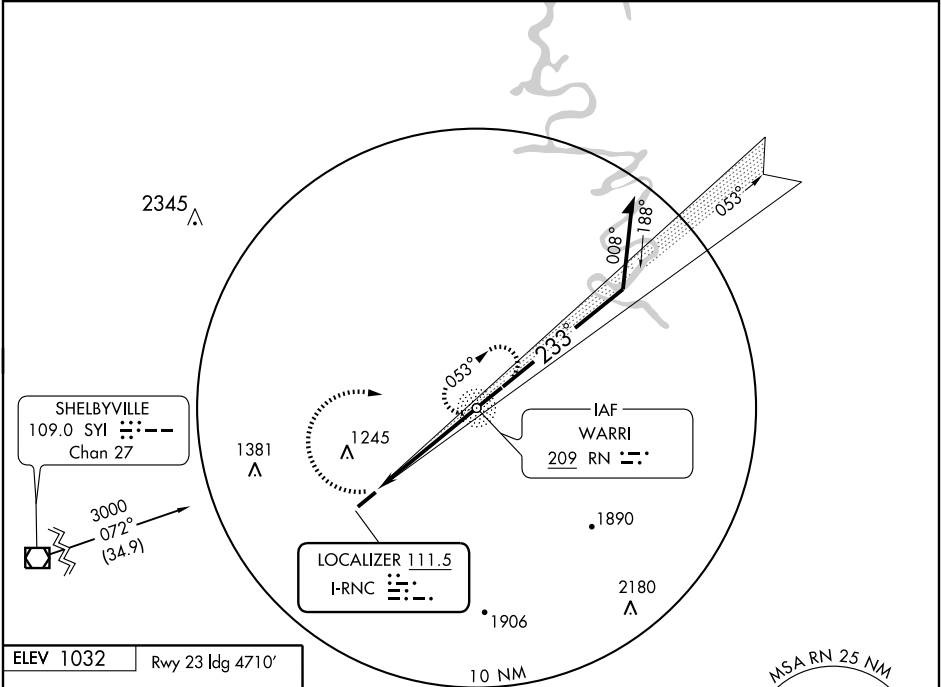 2345
188°
008°
053°
233°
053°
SHELBYVILLE
109.0 SYI
Chan 27
1381
1245
IAF
WARRI
209 RN
3000
072°
(34.9)
1890
LOCALIZER 111.5
I-RNC
2180
1906
ELEV 1032
Rwy 23 ldg 4710'
10 NM
MSA RN 25 NM